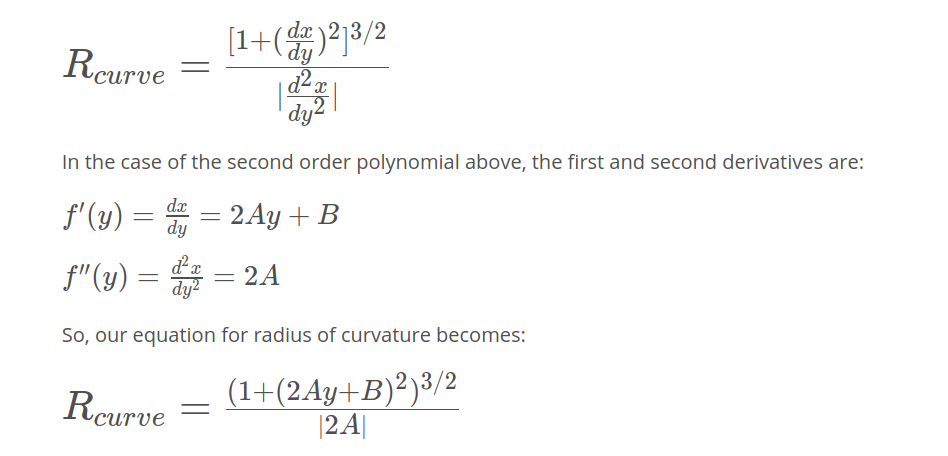 R_{curve} = \frac{[1+(\frac{dx}{dy})^2]^{3/2}}{|\frac{d^2x}{dy^2}|}
In the case of the second order polynomial above, the first and second derivatives are:
f'(y) = \frac{dx}{dy} = 2Ay + B
f''(y) = \frac{d^2x}{dy^2} = 2A
So, our equation for radius of curvature becomes:
R_{curve} = \frac{(1+(2Ay+B)^2)^{3/2}}{|2A|}